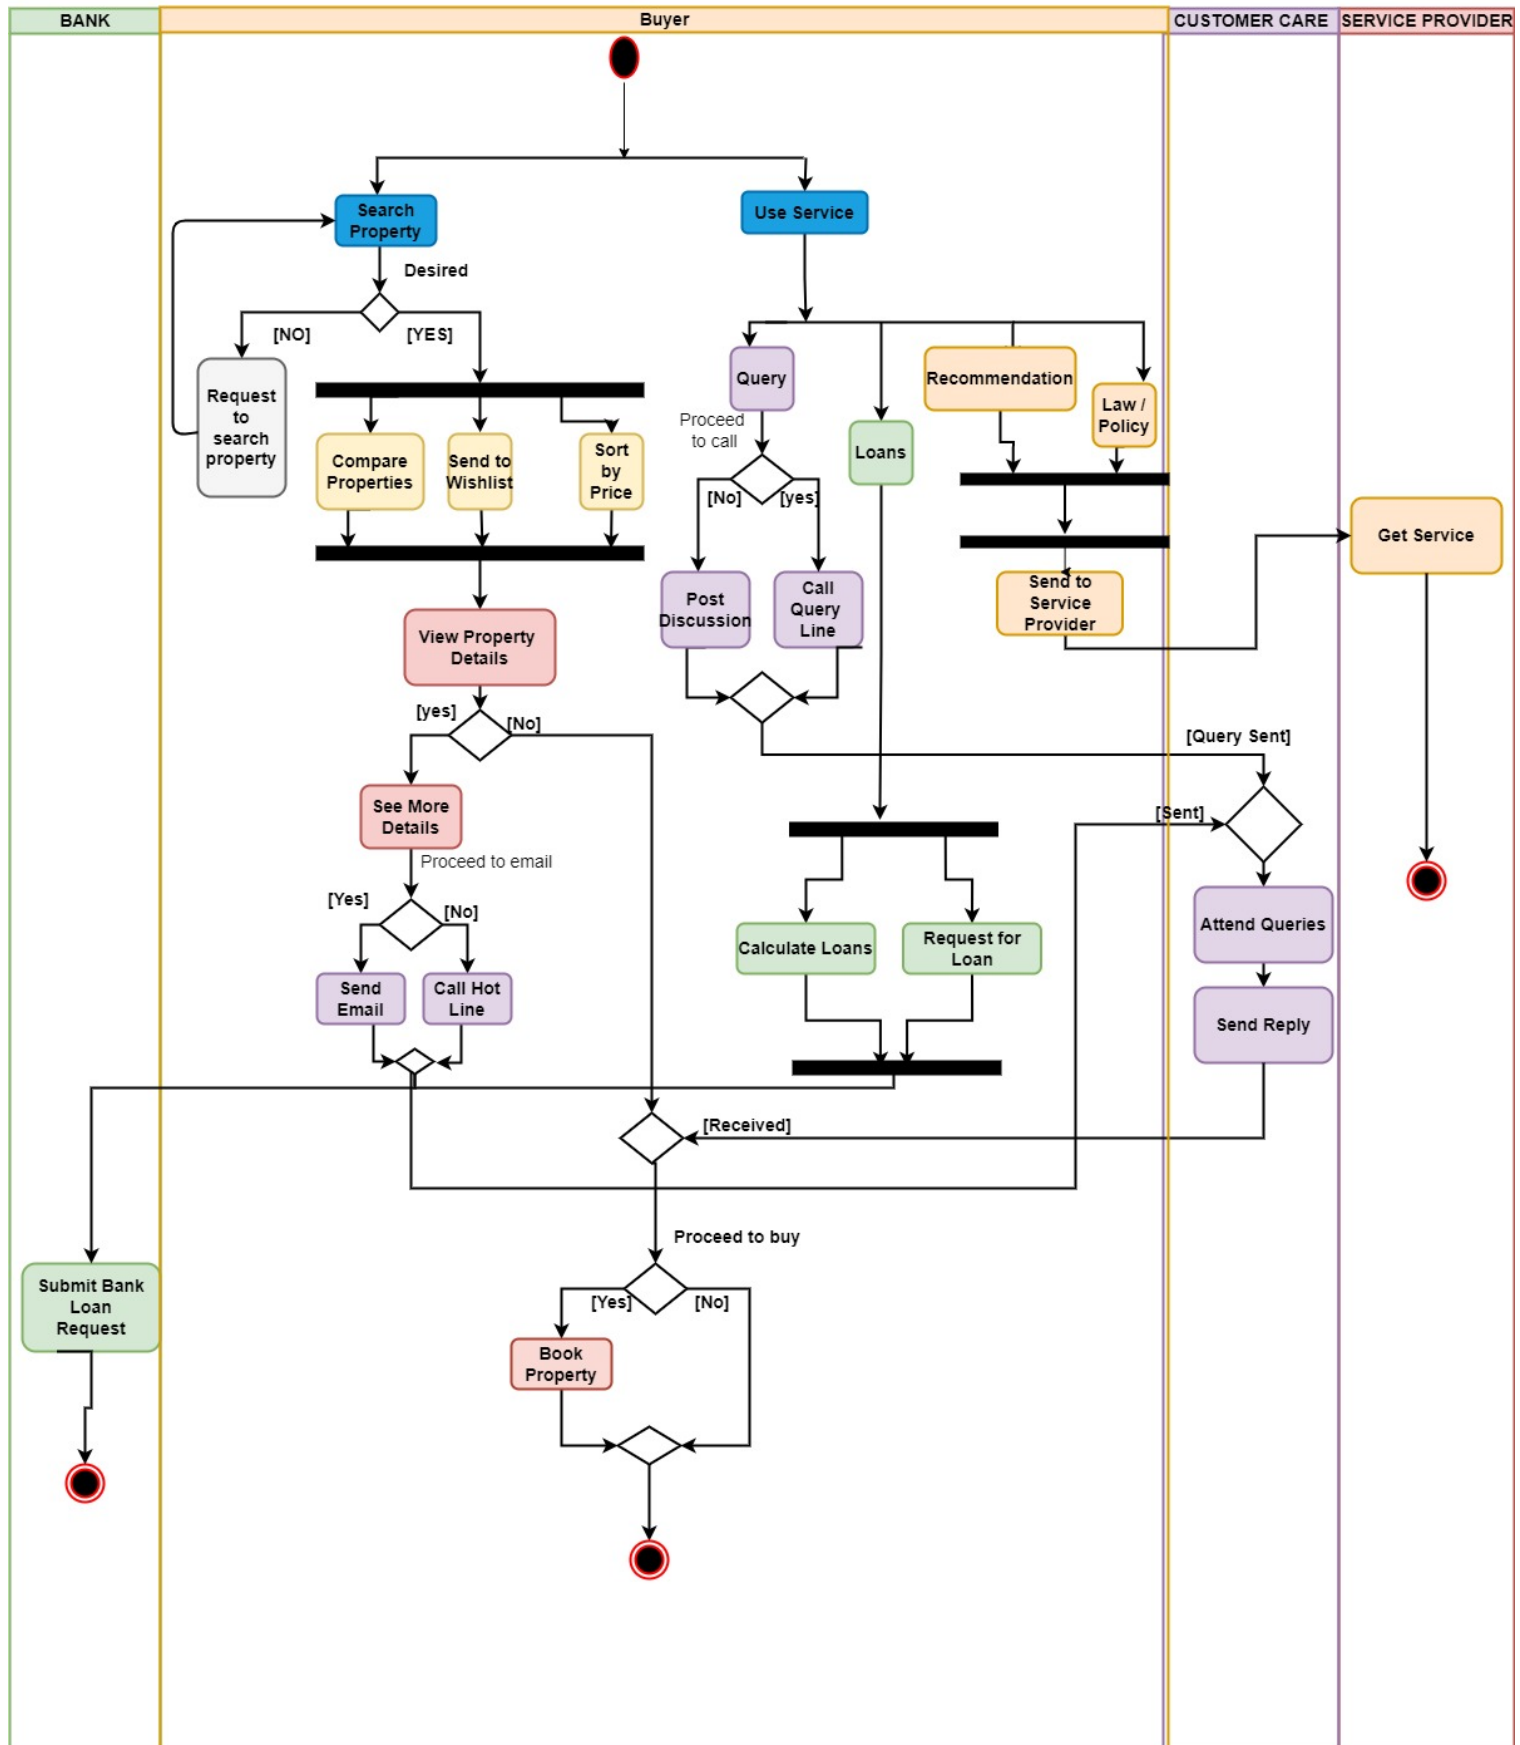 BANK
Buyer
CUSTOMER CARE
SERVICE PROVIDER
Search
Property
Use Service
Desired
[NO]
[YES]
Request
to
search
property
Compare
Properties
Send to
Wishlist
Sort
by
Price
Query
Proceed
to call
[No]
[yes]
Loans
Recommendation
Law /
Policy
Post
Discussion
Call
Query
Line
Send to
Service
Provider
Get Service
View Property
Details
[yes]
[No]
See More
Details
Proceed to email
[Yes]
[No]
Send
Email
Call Hot
Line
[Query Sent]
[Sent]
Attend Queries
Send Reply
Calculate Loans
Request for
Loan
[Received]
Proceed to buy
[Yes]
[No]
Book
Property
Submit Bank
Loan
Request